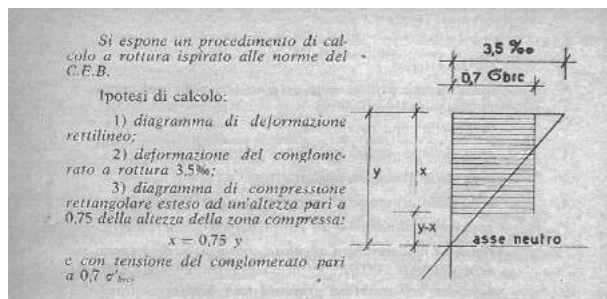 Si espone un procedimento di cal-
colo a rottura ispirato alle norme del
C.E.B.
Ipotesi di calcolo:
1) diagramma di deformazione
rettilineo;
2) deformazione del conglome-
rato a rottura 3,5‰;
3) diagramma di compressione
rettangolare esteso ad un'altezza pari a
0,75 della altezza della zona compressa:
x = 0,75 y
e con tensione del conglomerato pari
a 0,7 σ'brc.
3,5 ‰
0,7 σbrc
y
x
y-x
asse neutro